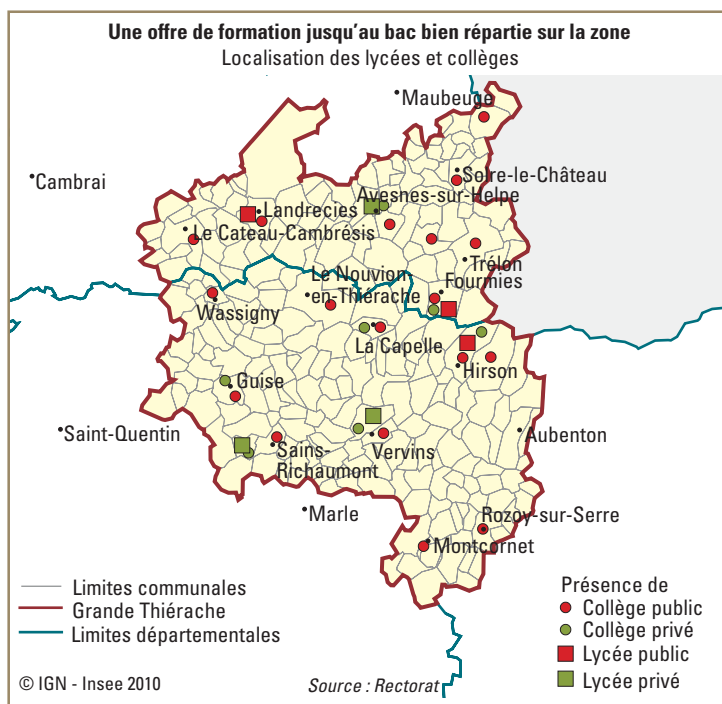 Une offre de formation jusqu'au bac bien répartie sur la zone
Localisation des lycées et collèges
Maubeuge
Cambrai
Solre-le-Château
Avesnes-sur-Helpe
Landrecies
Le Cateau-Cambrésis
Trélon
Le Nouvion-
en-Thiérache
Fourmies
Wassigny
La Capelle
Hirson
Guise
Saint-Quentin
Aubenton
Vervins
Sains-
Richaumont
Marle
Rozoy-sur-Serre
Montcornet
Limites communales
Grande Thiérache
Limites départementales
Présence de
Collège public
Collège privé
Lycée public
Lycée privé
© IGN - Insee 2010
Source : Rectorat